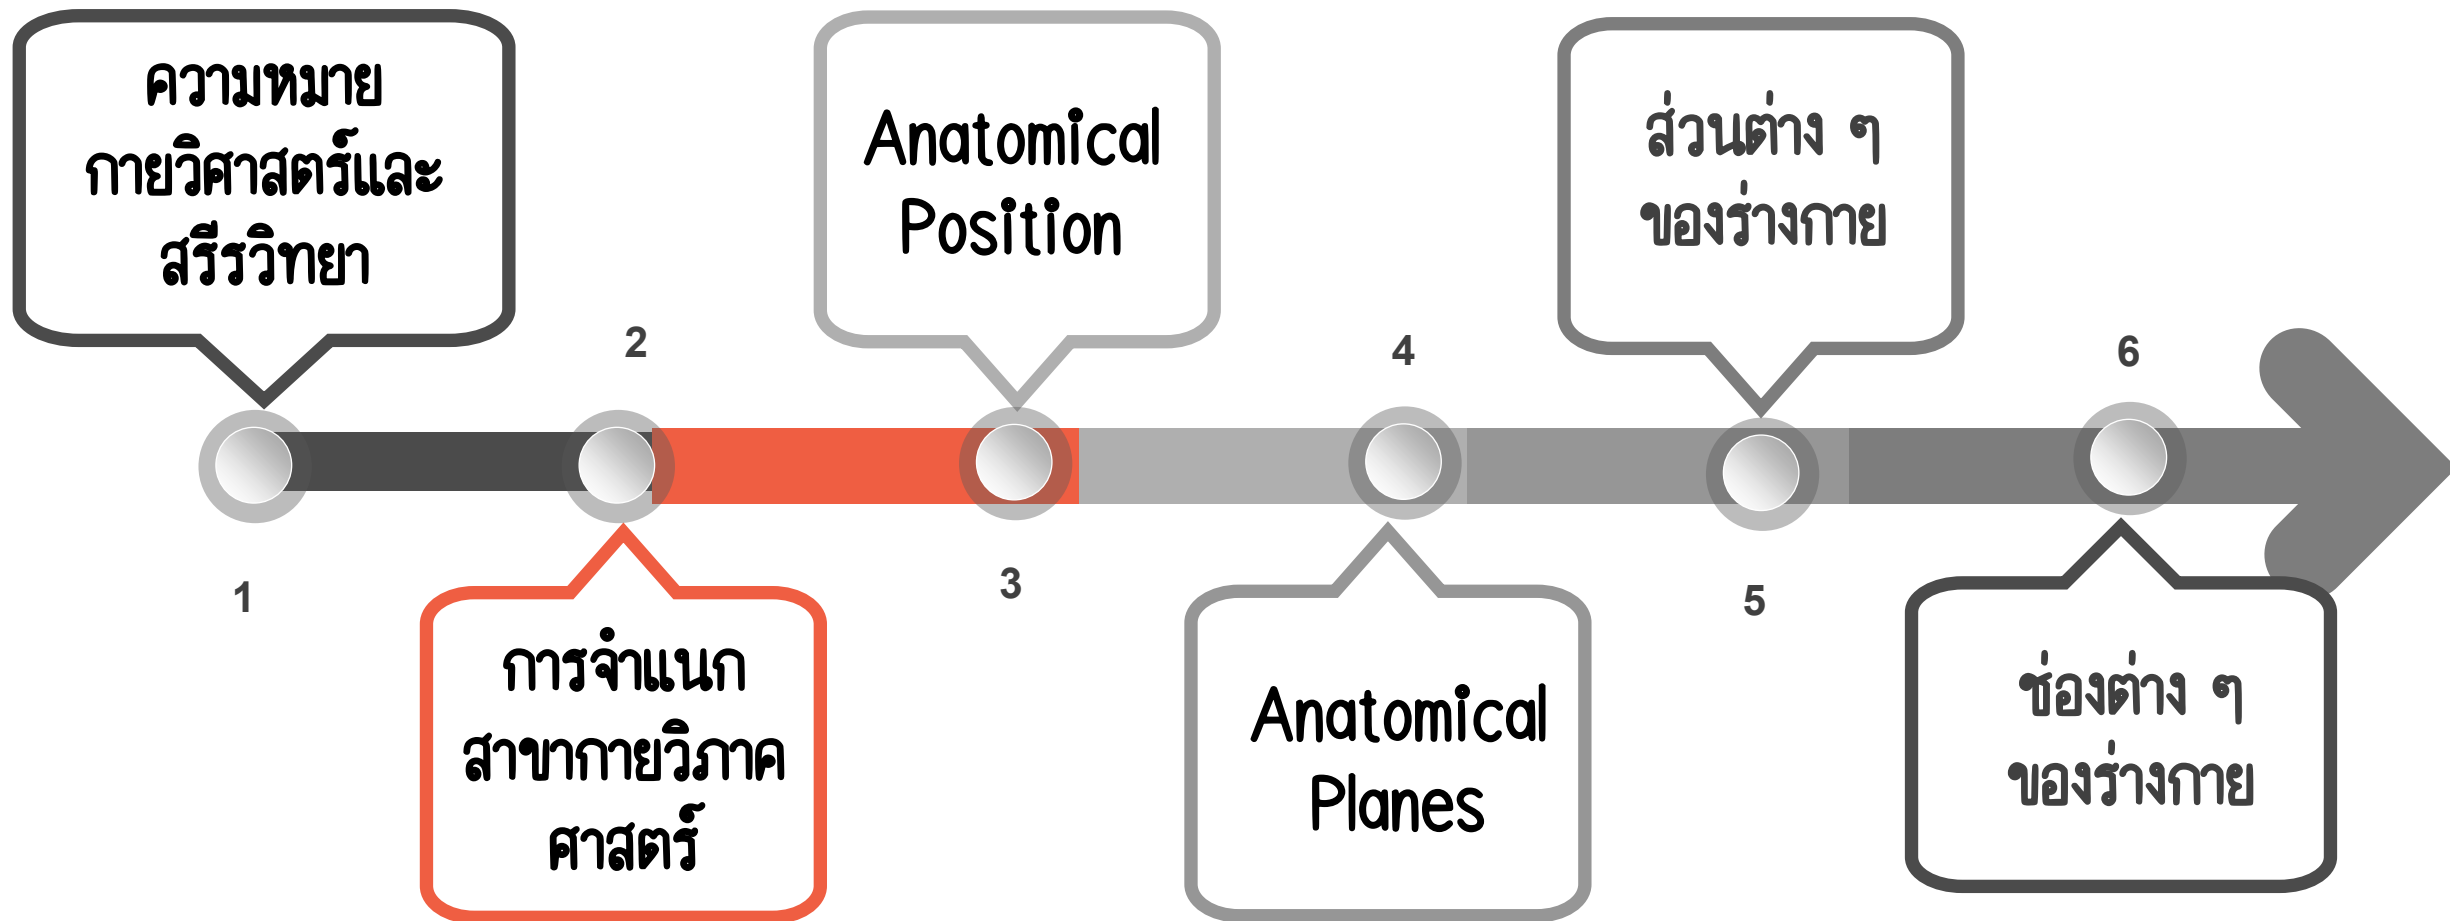 ความหมาย
กายวิศาสตร์และ
สรีรวิทยา
1
2
การจำแนก
สาขากายวิภาค
ศาสตร์
Anatomical
Position
3
4
Anatomical
Planes
ส่วนต่าง ๆ
ของร่างกาย
5
6
ช่องต่าง ๆ
ของร่างกาย